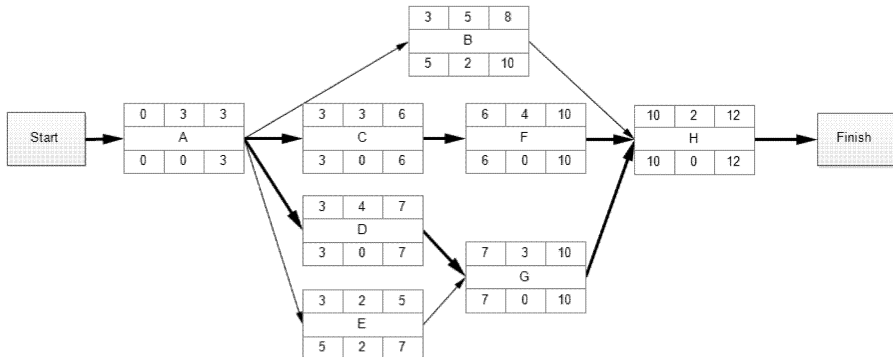 3 5 8
B
5 2 10
Start
0 3 3
A
0 0 3
3 3 6
C
3 0 6
6 4 10
F
6 0 10
10 2 12
H
10 0 12
Finish
3 4 7
D
3 0 7
7 3 10
G
7 0 10
3 2 5
E
5 2 7